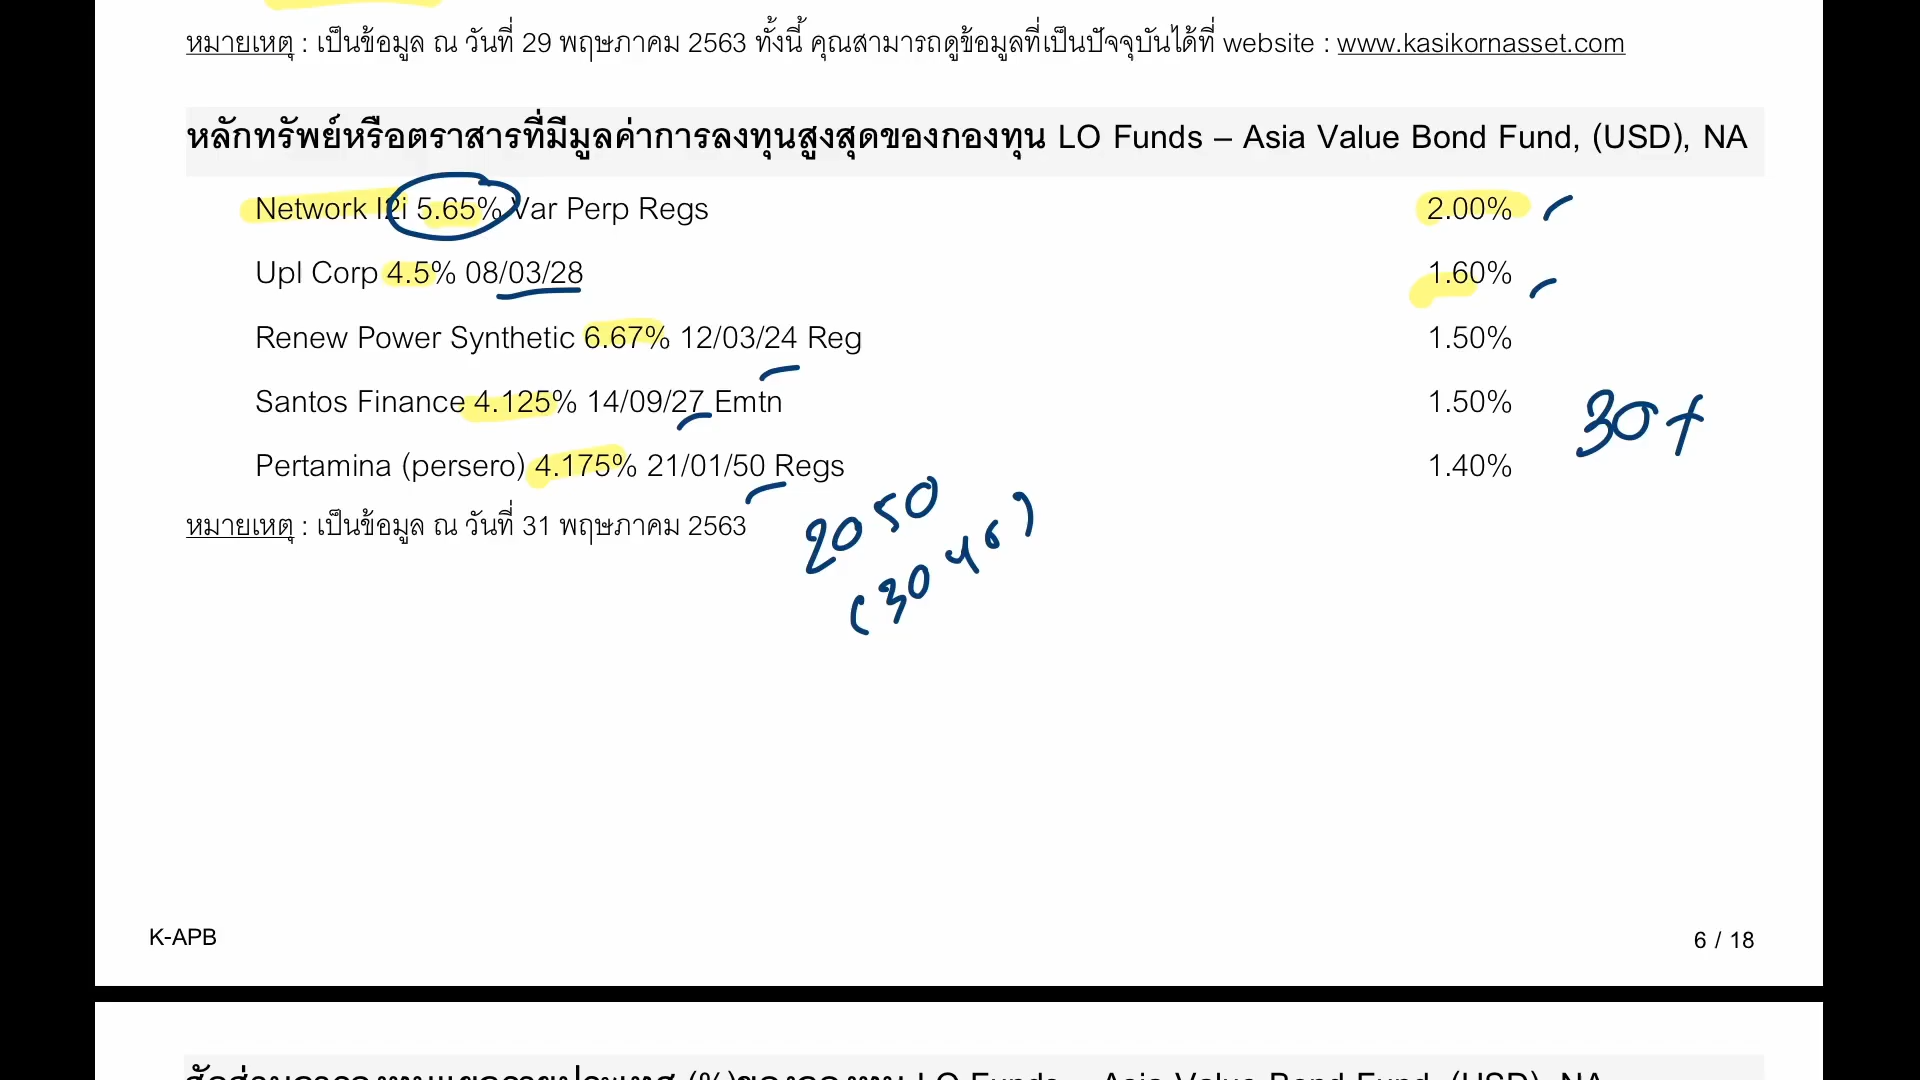 หมายเหตุ : เป็นข้อมูล ณ วันที่ 29 พฤษภาคม 2563 ทั้งนี้ คุณสามารถดูข้อมูลที่เป็นปัจจุบันได้ที่ website : www.kasikornasset.com
หลักทรัพย์หรือตราสารที่มีมูลค่าการลงทุนสูงสุดของกองทุน LO Funds – Asia Value Bond Fund, (USD), NA
Network I2i 5.65% Var Perp Regs 2.00%
Upl Corp 4.5% 08/03/28 1.60%
Renew Power Synthetic 6.67% 12/03/24 Reg 1.50%
Santos Finance 4.125% 14/09/27 Emtn 1.50%
30+
Pertamina (persero) 4.175% 21/01/50 Regs 1.40%
หมายเหตุ : เป็นข้อมูล ณ วันที่ 31 พฤษภาคม 2563
2050
(30 yr)
K-APB 6 / 18
LO Funds – Asia Value Bond Fund, (USD), NA